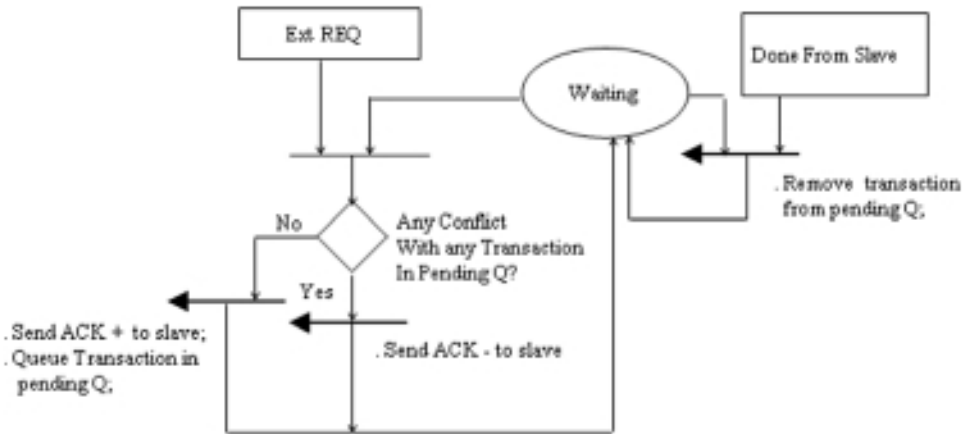 Ext REQ
Done From Slave
Waiting
. Remove transaction
from pending Q;
No
Any Conflict
With any Transaction
In Pending Q?
Yes
. Send ACK + to slave;
. Queue Transaction in
pending Q;
. Send ACK - to slave